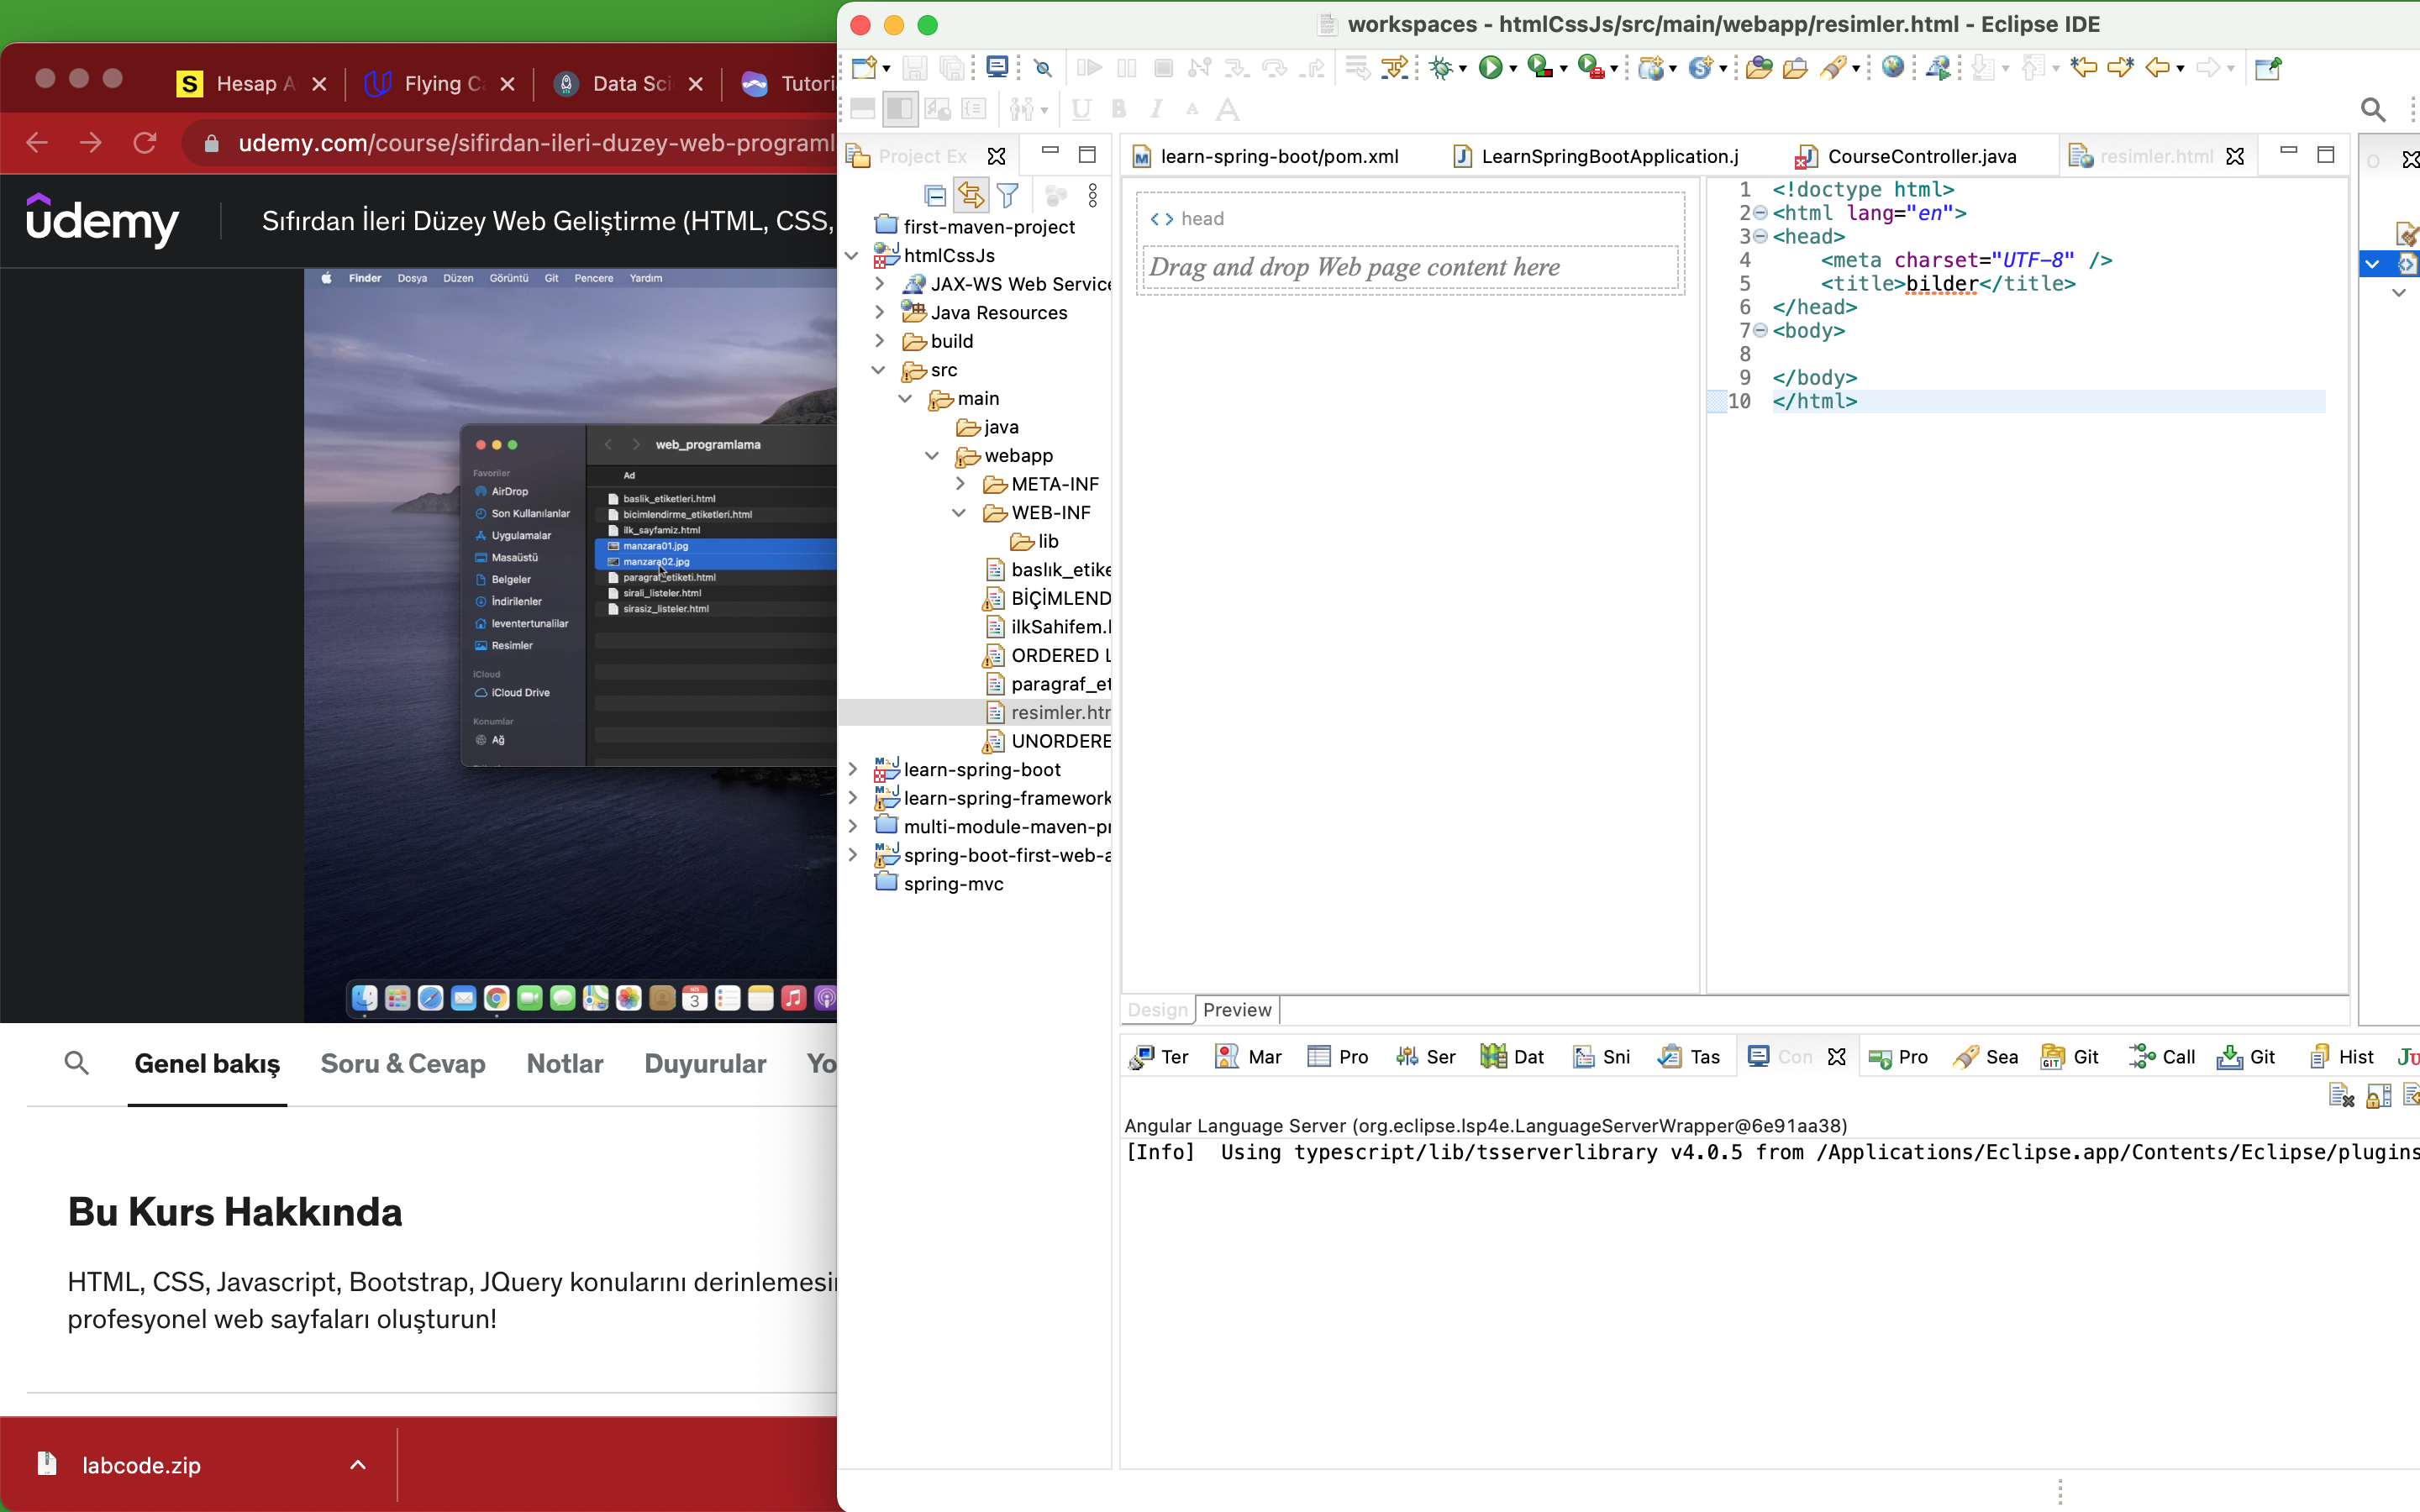 Hesap A
Flying C
Data Sci
Tutori
udemy.com/course/sifirdan-ileri-duzey-web-programl
udemy
Sıfırdan İleri Düzey Web Geliştirme (HTML, CSS,
Finder Dosya Düzen Görüntü Git Pencere Yardım
web_programlama
Favoriler
AirDrop
Son Kullanılanlar
Uygulamalar
Masaüstü
Belgeler
İndirilenler
leventertunalilar
Resimler
iCloud
iCloud Drive
Konumlar
Ağ
Ad
baslik_etiketleri.html
bicimlendirme_etiketleri.html
ilk_sayfamiz.html
manzara01.jpg
manzara02.jpg
paragraf_etiketi.html
sirali_listeler.html
sirasiz_listeler.html
3
Genel bakış
Soru & Cevap
Notlar
Duyurular
Yo
Bu Kurs Hakkında
HTML, CSS, Javascript, Bootstrap, JQuery konularını derinlemesi
profesyonel web sayfaları oluşturun!
labcode.zip
workspaces - htmlCssJs/src/main/webapp/resimler.html - Eclipse IDE
Project Ex
first-maven-project
htmlCssJs
JAX-WS Web Service
Java Resources
build
src
main
java
webapp
META-INF
WEB-INF
lib
baslık_etike
BİÇİMLEND
ilkSahifem.
ORDERED L
paragraf_et
resimler.htm
UNORDERE
learn-spring-boot
learn-spring-framework
multi-module-maven-pr
spring-boot-first-web-a
spring-mvc
learn-spring-boot/pom.xml
LearnSpringBootApplication.j
CourseController.java
resimler.html
head
Drag and drop Web page content here
1 <!doctype html>
2 <html lang="en">
3 <head>
4 <meta charset="UTF-8" />
5 <title>bilder</title>
6 </head>
7 <body>
8
9 </body>
10 </html>
Design
Preview
Ter
Mar
Pro
Ser
Dat
Sni
Tas
Con
Pro
Sea
Git
Call
Git
Hist
Ju
Angular Language Server (org.eclipse.lsp4e.LanguageServerWrapper@6e91aa38)
[Info] Using typescript/lib/tsserverlibrary v4.0.5 from /Applications/Eclipse.app/Contents/Eclipse/plugins